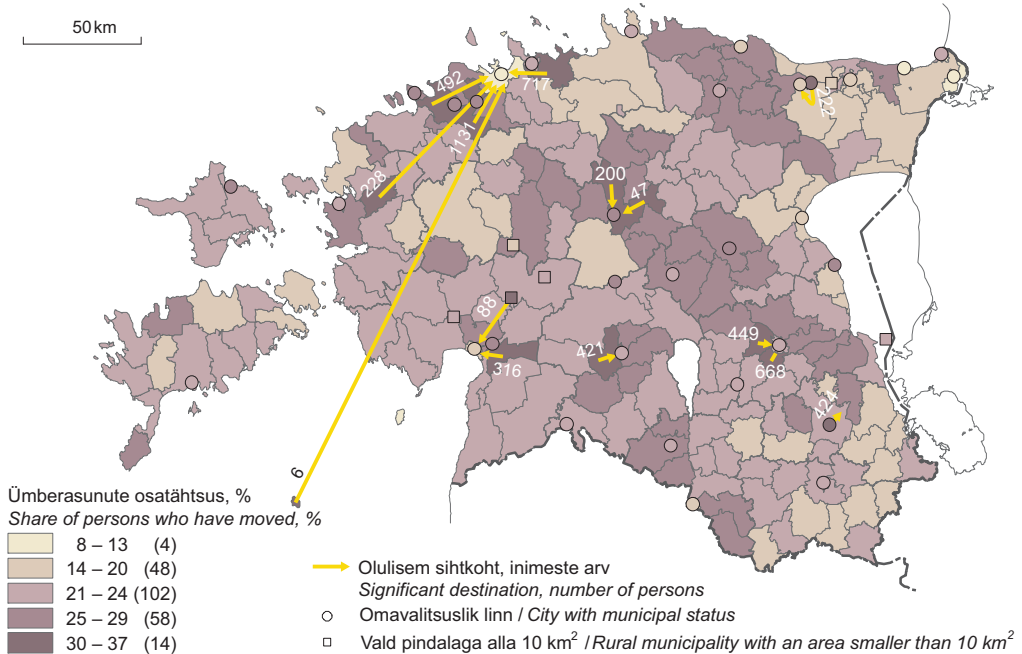 50 km
492
717
1131
222
228
200
47
88
449
421
316
668
424
6
Ümberasunute osatähtsus, %
Share of persons who have moved, %
8 – 13 (4)
14 – 20 (48)
21 – 24 (102)
25 – 29 (58)
30 – 37 (14)
Olulisem sihtkoht, inimeste arv
Significant destination, number of persons
Omavalitsuslik linn / City with municipal status
Vald pindalaga alla 10 km² / Rural municipality with an area smaller than 10 km²